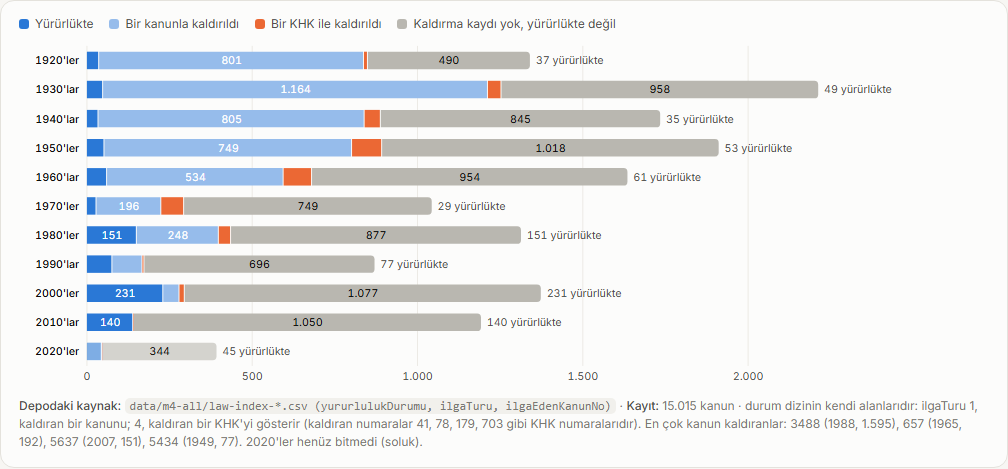 Yürürlükte Bir kanunla kaldırıldı Bir KHK ile kaldırıldı Kaldırma kaydı yok, yürürlükte değil
1920'ler 801 490 37 yürürlükte
1930'lar 1.164 958 49 yürürlükte
1940'lar 805 845 35 yürürlükte
1950'ler 749 1.018 53 yürürlükte
1960'ler 534 954 61 yürürlükte
1970'ler 196 749 29 yürürlükte
1980'ler 151 248 877 151 yürürlükte
1990'lar 696 77 yürürlükte
2000'ler 231 1.077 231 yürürlükte
2010'lar 140 1.050 140 yürürlükte
2020'ler 344 45 yürürlükte
0 500 1.000 1.500 2.000
Depodaki kaynak: data/m4-all/law-index-*.csv (yururlulukDurumu, ilgaTuru, ilgaEdenKanunNo) · Kayıt: 15.015 kanun · durum dizinin kendi alanlarıdır: ilgaTuru 1,
kaldıran bir kanunu; 4, kaldıran bir KHK'yi gösterir (kaldıran numaralar 41, 78, 179, 703 gibi KHK numaralarıdır). En çok kanun kaldıranlar: 3488 (1988, 1.595), 657 (1965,
192), 5637 (2007, 151), 5434 (1949, 77). 2020'ler henüz bitmedi (soluk).